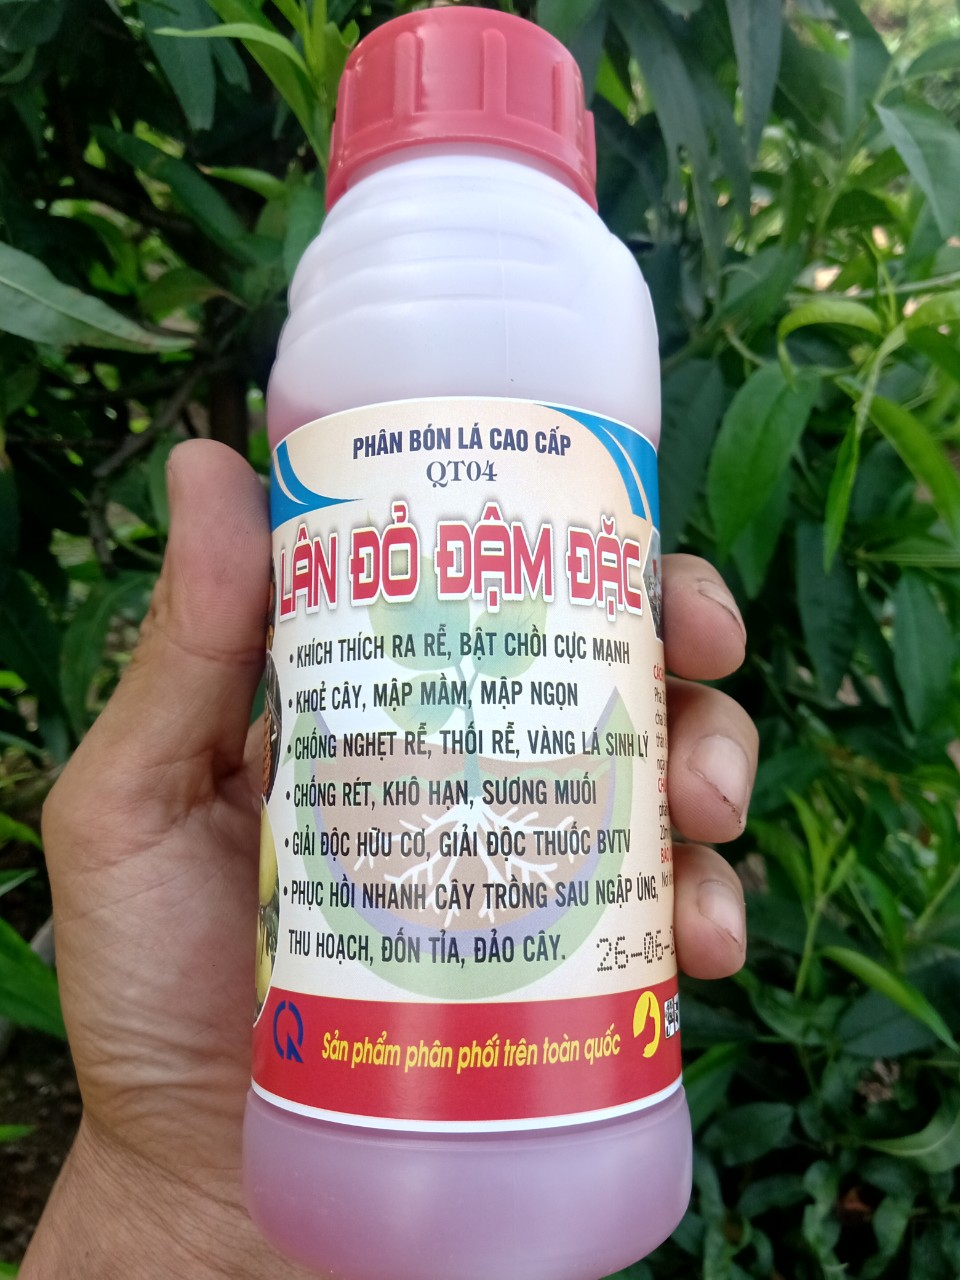 PHÂN BÓN LÁ CAO CẤP
QT04
LÂN ĐỎ ĐẬM ĐẶC
• KHÍCH THÍCH RA RỄ, BẬT CHỒI CỰC MẠNH
• KHOẺ CÂY, MẬP MẦM, MẬP NGỌN
• CHỐNG NGHẸT RỄ, THỐI RỄ, VÀNG LÁ SINH LÝ
• CHỐNG RÉT, KHÔ HẠN, SƯƠNG MUỐI
• GIẢI ĐỘC HỮU CƠ, GIẢI ĐỘC THUỐC BVTV
• PHỤC HỒI NHANH CÂY TRỒNG SAU NGẬP ÚNG,
THU HOẠCH, ĐỐN TỈA, ĐẢO CÂY.
26-06-
Sản phẩm phân phối trên toàn quốc